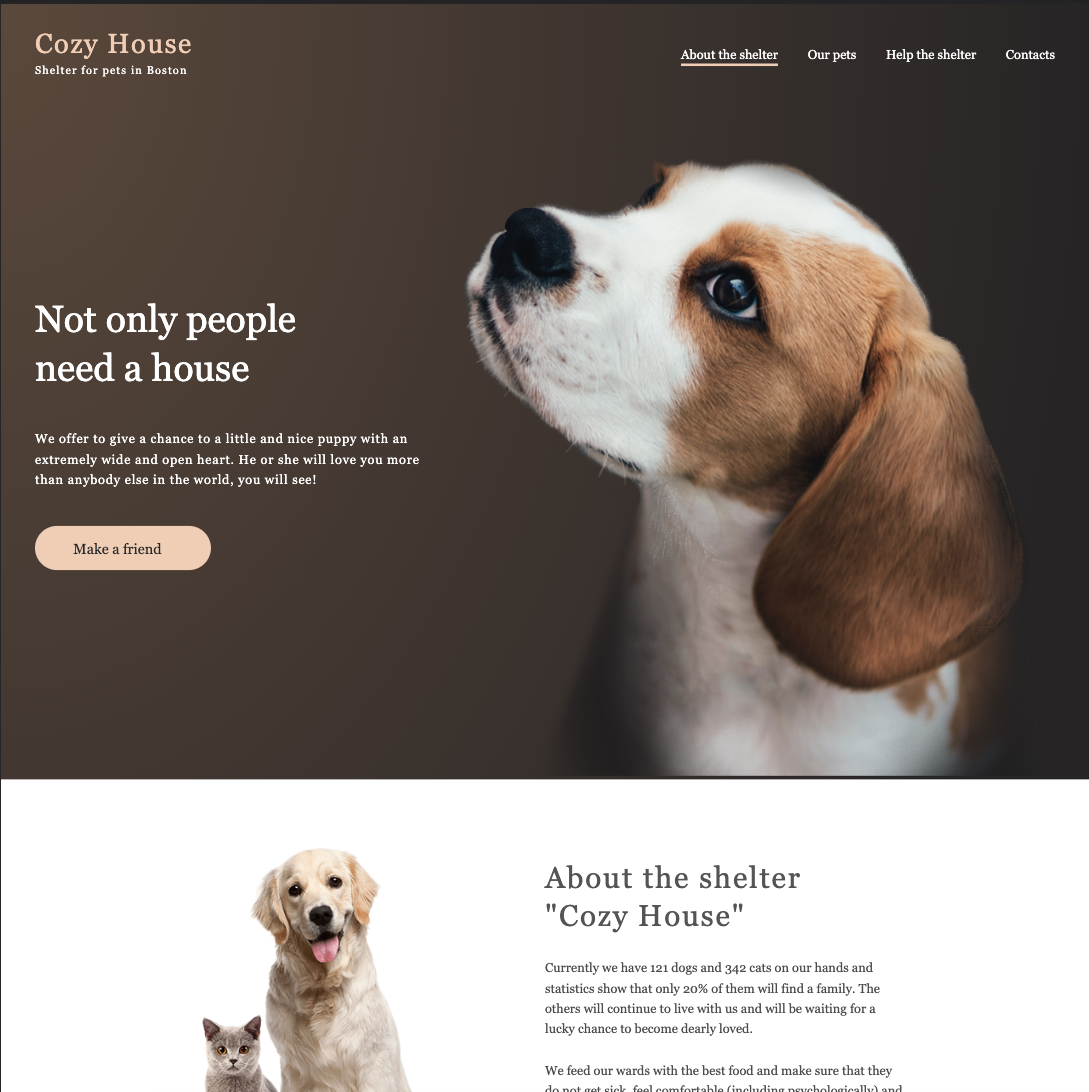 Cozy House
Shelter for pets in Boston
About the shelter
Our pets
Help the shelter
Contacts
Not only people
need a house
We offer to give a chance to a little and nice puppy with an
extremely wide and open heart. He or she will love you more
than anybody else in the world, you will see!
Make a friend
About the shelter
"Cozy House"
Currently we have 121 dogs and 342 cats on our hands and
statistics show that only 20% of them will find a family. The
others will continue to live with us and will be waiting for a
lucky chance to become dearly loved.
We feed our wards with the best food and make sure that they
do not get sick, feel comfortable (including psychologically) and